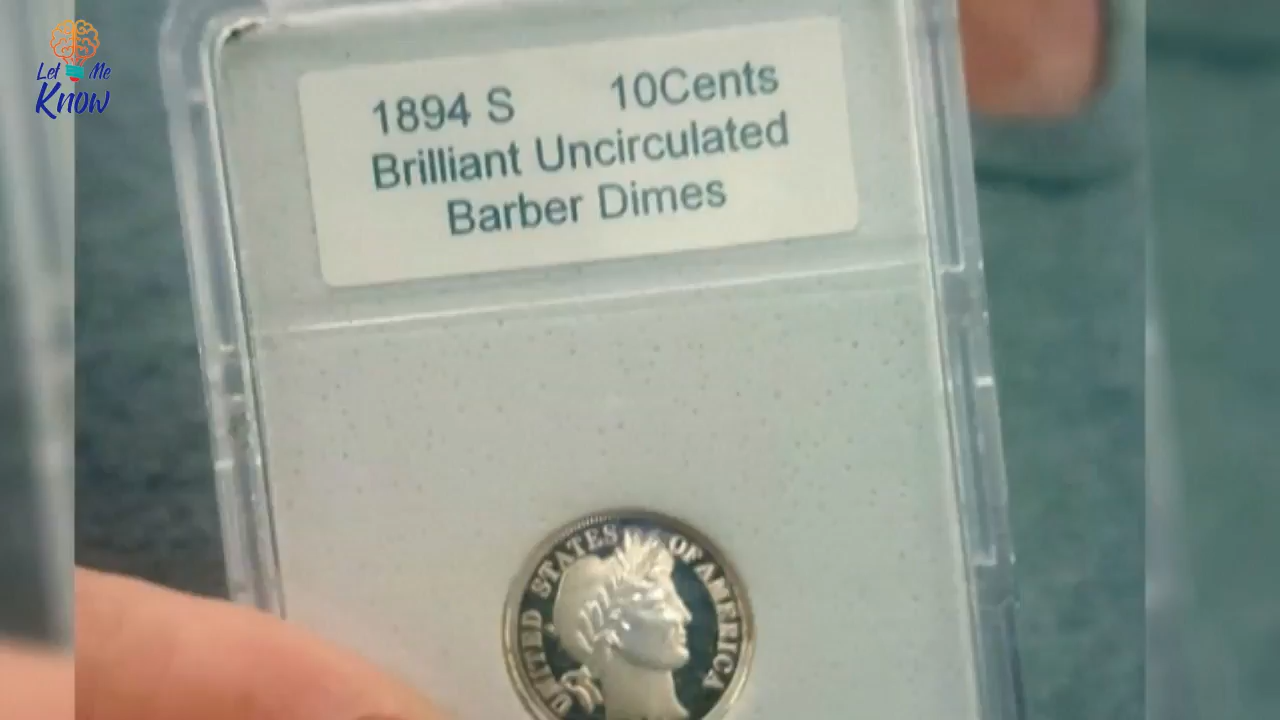 Let Me
Know
1894 S 10Cents
Brilliant Uncirculated
Barber Dimes
UNITED STATES OF AMERICA